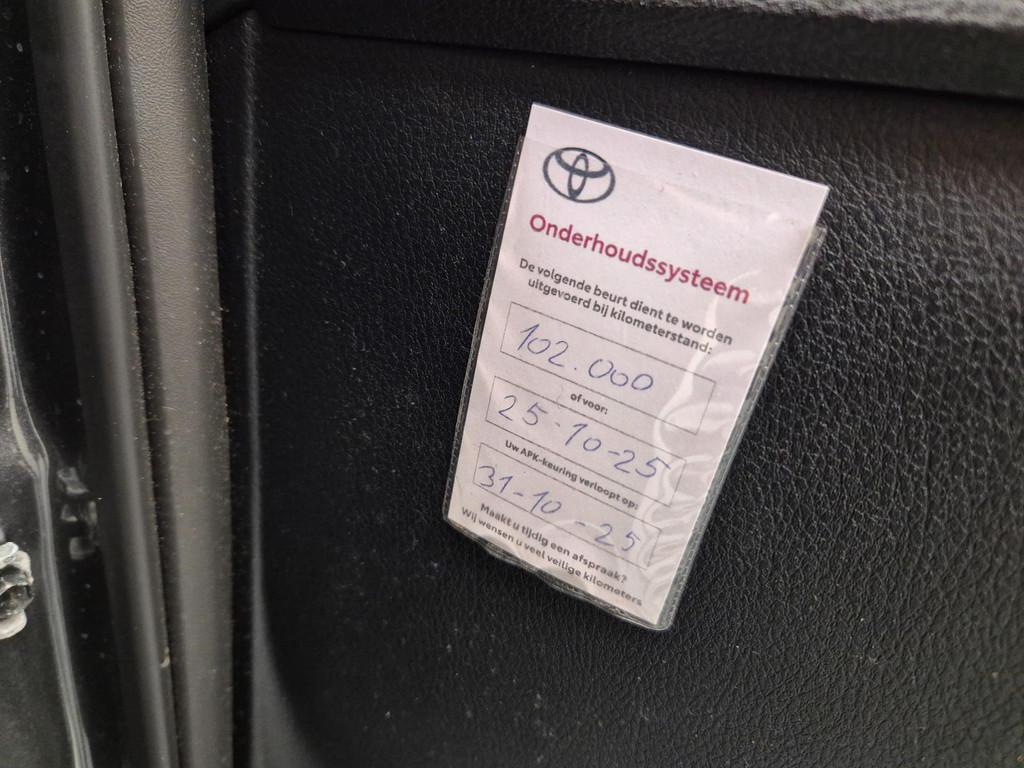 Onderhoudssysteem
De volgende beurt dient te worden
uitgevoerd bij kilometerstand:
102.000
of voor:
25-10-25
Uw APK-keuring verloopt op:
31-10-25
Maakt u tijdig een afspraak?
Wij wensen u veel veilige kilometers